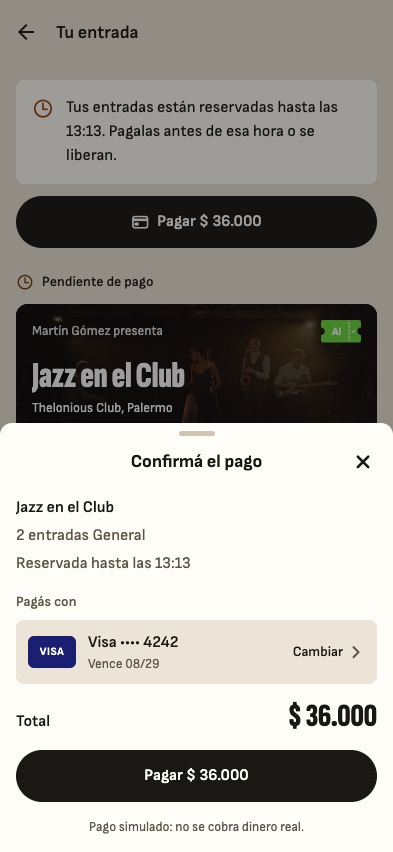 Tu entrada
Tus entradas están reservadas hasta las
13:13. Pagalas antes de esa hora o se
liberan.
Pagar $ 36.000
Pendiente de pago
Martín Gómez presenta
AI
Jazz en el Club
Thelonious Club, Palermo
Confirmá el pago
Jazz en el Club
2 entradas General
Reservada hasta las 13:13
Pagás con
VISA
Visa •••• 4242
Cambiar
Vence 08/29
Total
$ 36.000
Pagar $ 36.000
Pago simulado: no se cobra dinero real.